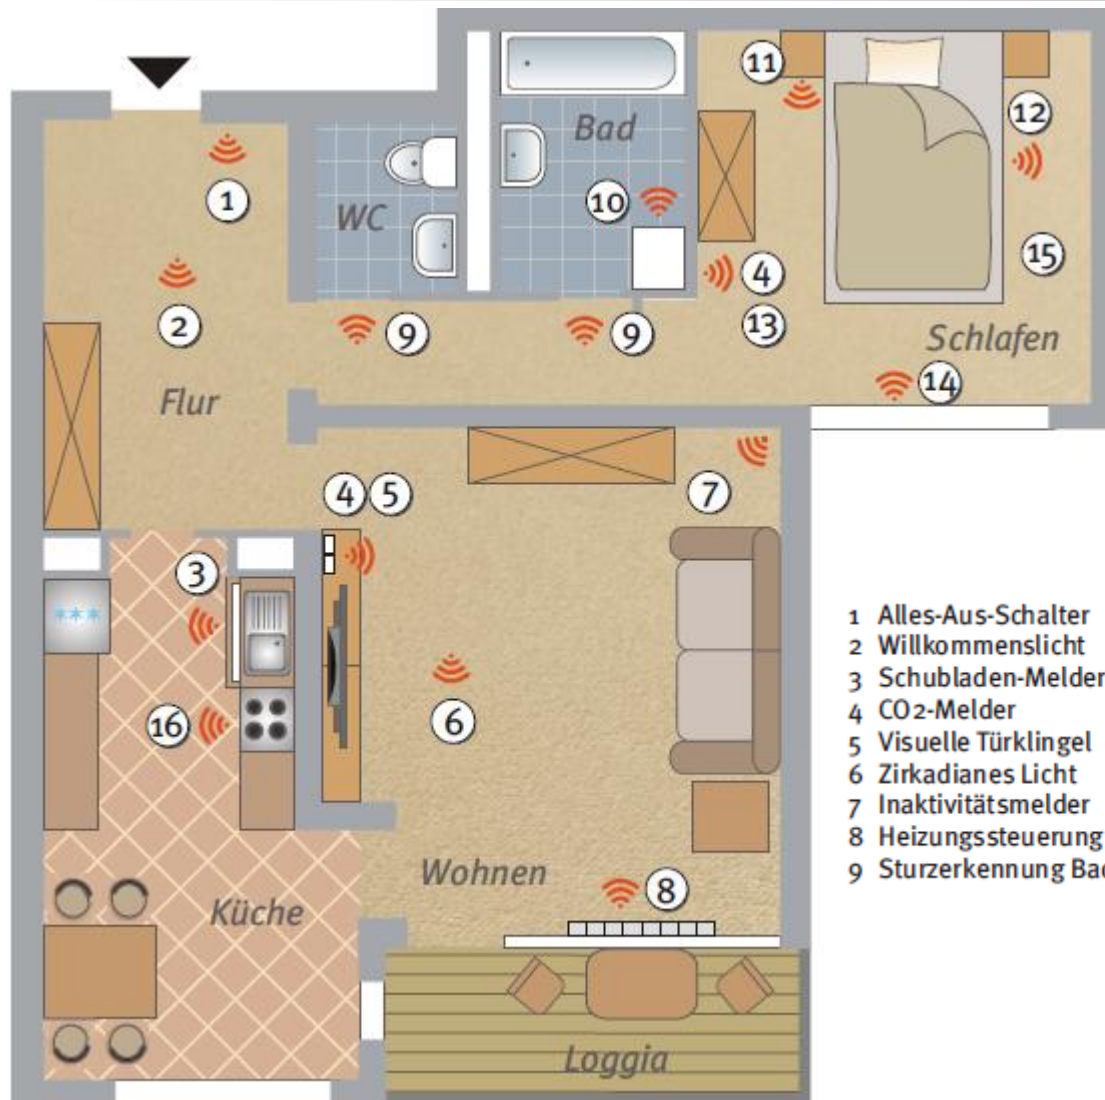 11
Bad
12
1
10
WC
4
15
2
9
9
13
Schlafen
14
Flur
4
5
7
3
***
6
16
Wohnen
8
Küche
Loggia
1 Alles-Aus-Schalter
2 Willkommenslicht
3 Schubladen-Melder
4 CO2-Melder
5 Visuelle Türklingel
6 Zirkadianes Licht
7 Inaktivitätsmelder
8 Heizungssteuerung
9 Sturzerkennung